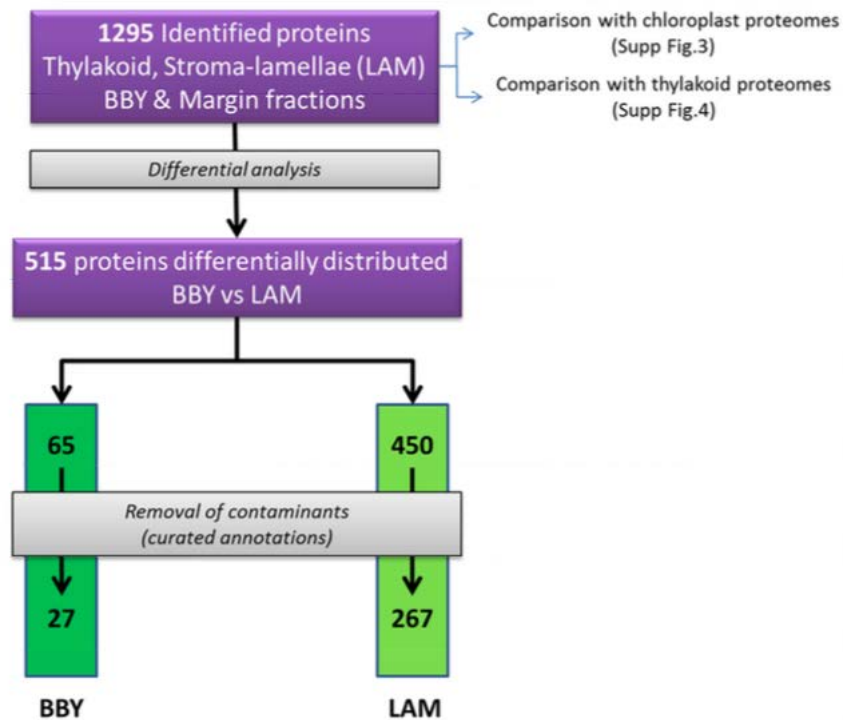 1295 Identified proteins
Thylakoid, Stroma-lamellae (LAM)
BBY & Margin fractions
Comparison with chloroplast proteomes
(Supp Fig.3)
Comparison with thylakoid proteomes
(Supp Fig.4)
Differential analysis
515 proteins differentially distributed
BBY vs LAM
65
450
Removal of contaminants
(curated annotations)
27
267
BBY
LAM